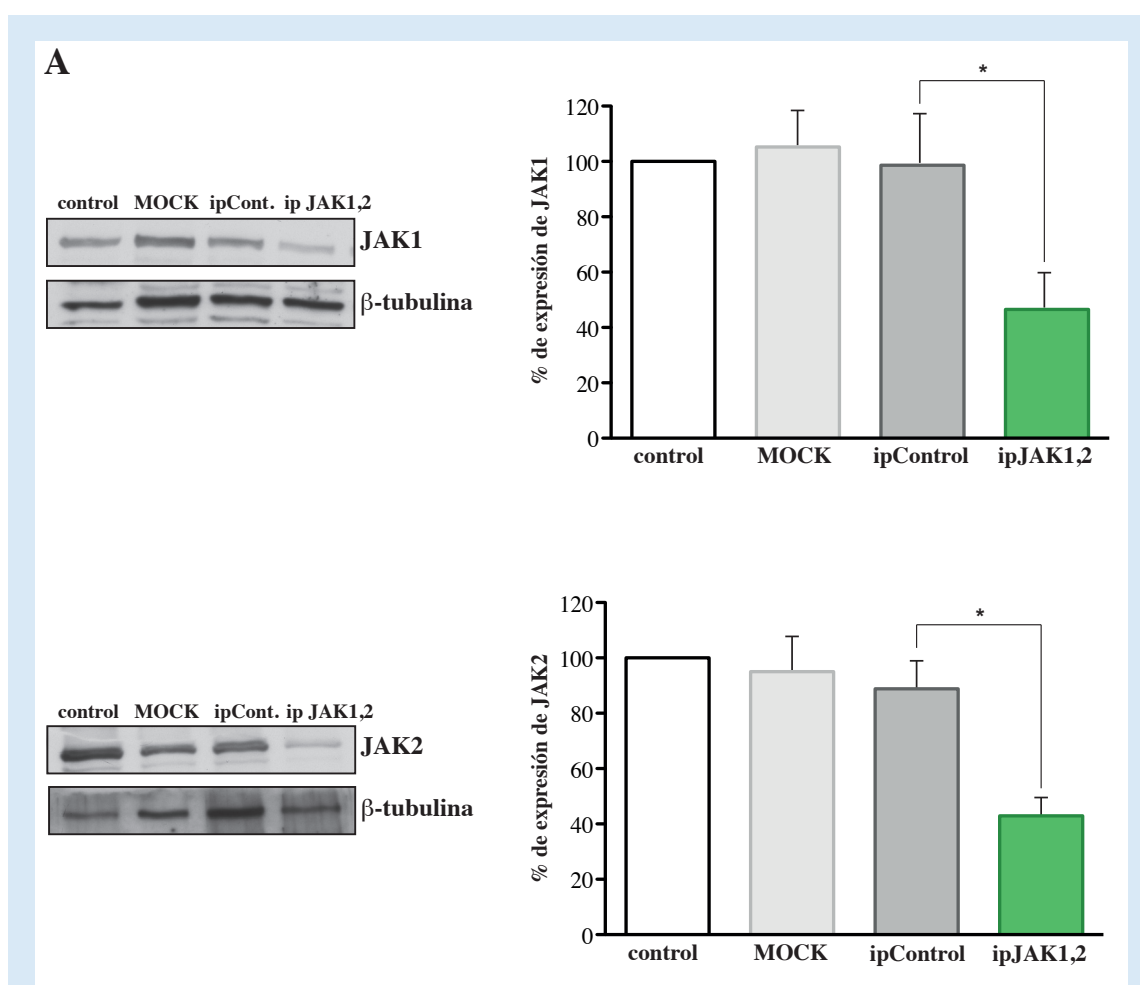 A
control MOCK ipCont. ip JAK1,2
JAK1
β-tubulina
% de expresión de JAK1
120
100
80
60
40
20
0
*
control MOCK ipControl ipJAK1,2
control MOCK ipCont. ip JAK1,2
JAK2
β-tubulina
% de expresión de JAK2
120
100
80
60
40
20
0
*
control MOCK ipControl ipJAK1,2